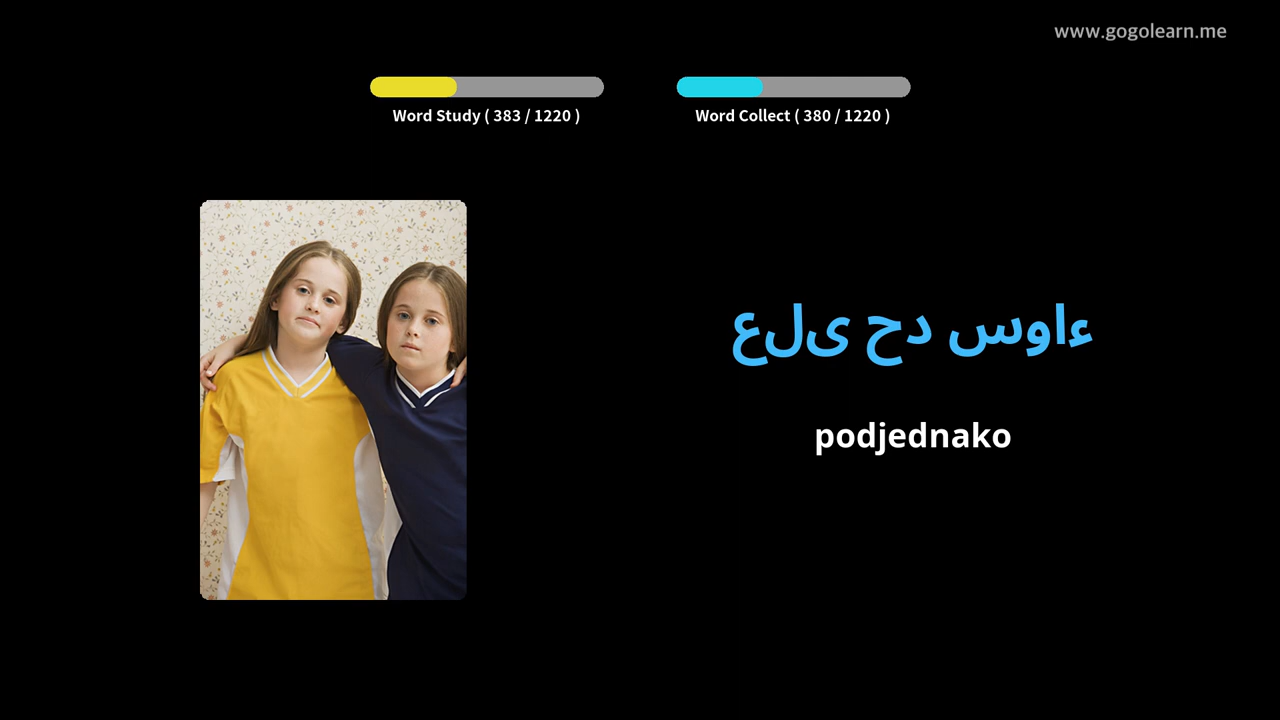 www.gogolearn.me
Word Study ( 383 / 1220 )
Word Collect ( 380 / 1220 )
على حد سواء
podjednako